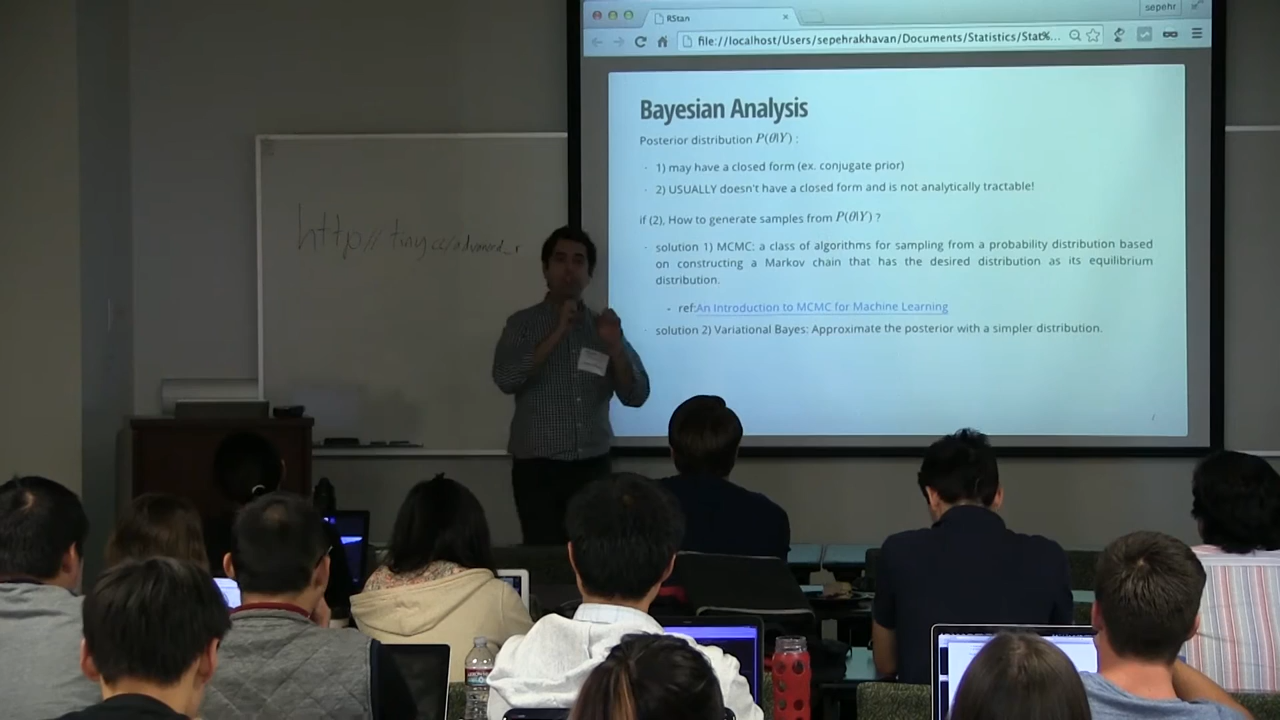 sepehr
RStan
file://localhost/Users/sepehrakhavan/Documents/Statistics/Stat%...
Bayesian Analysis
Posterior distribution P(θ|Y) :
· 1) may have a closed form (ex. conjugate prior)
· 2) USUALLY doesn't have a closed form and is not analytically tractable!
if (2), How to generate samples from P(θ|Y) ?
· solution 1) MCMC: a class of algorithms for sampling from a probability distribution based
on constructing a Markov chain that has the desired distribution as its equilibrium
distribution.
- ref:An Introduction to MCMC for Machine Learning
· solution 2) Variational Bayes: Approximate the posterior with a simpler distribution.
http:// tiny.cc/advanced_r